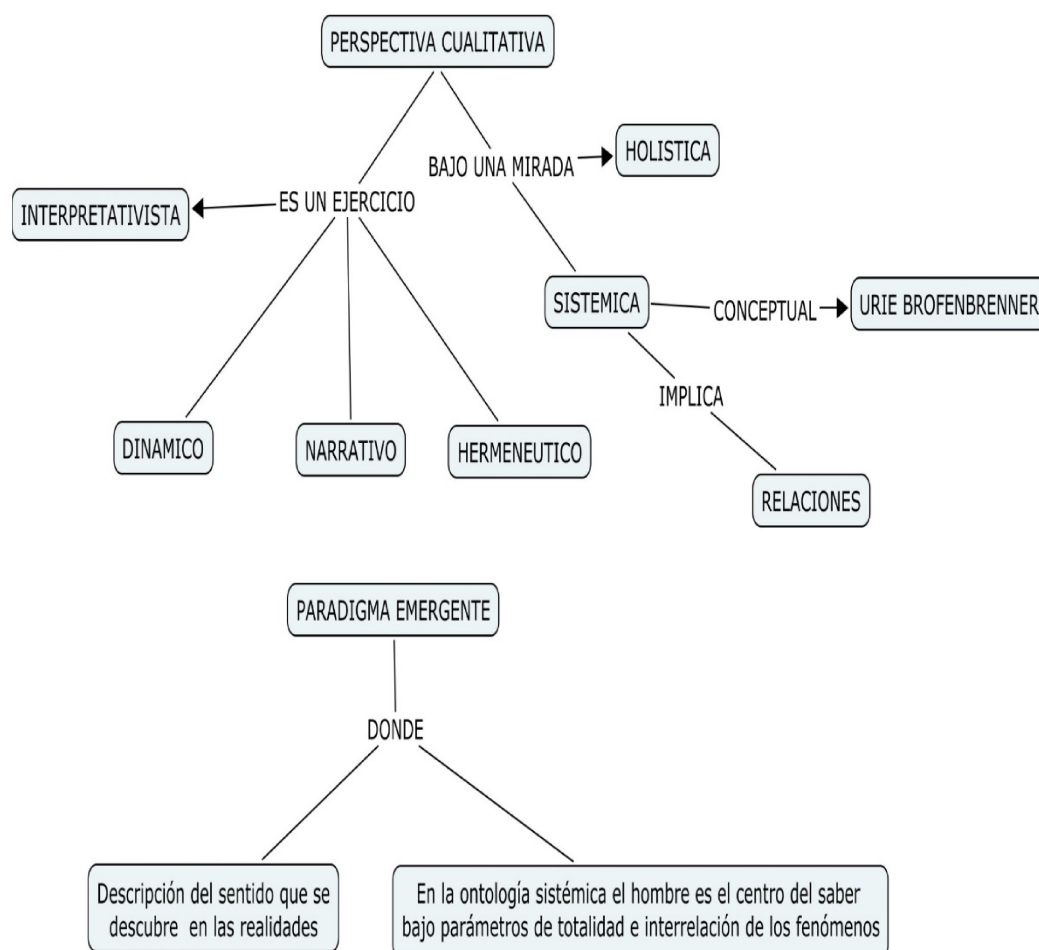 PERSPECTIVA CUALITATIVA
BAJO UNA MIRADA
HOLISTICA
INTERPRETATIVISTA
ES UN EJERCICIO
SISTEMICA
CONCEPTUAL
URIE BROFENBRENNER
IMPLICA
DINAMICO
NARRATIVO
HERMENEUTICO
RELACIONES
PARADIGMA EMERGENTE
DONDE
Descripción del sentido que se
descubre en las realidades
En la ontología sistémica el hombre es el centro del saber
bajo parámetros de totalidad e interrelación de los fenómenos